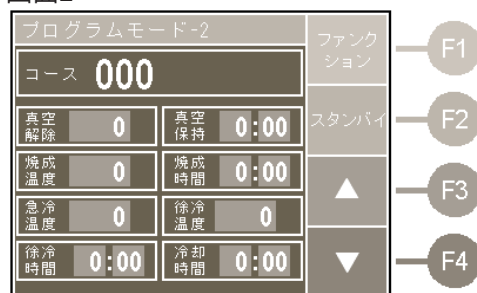 プログラムモード-2
ファンク
ション
F1
コース 000
スタンバイ
F2
真空
解除 0
真空
保持 0:00
焼成
温度 0
焼成
時間 0:00
▲
F3
急冷
温度 0
徐冷
温度 0
徐冷
時間 0:00
冷却
時間 0:00
▼
F4